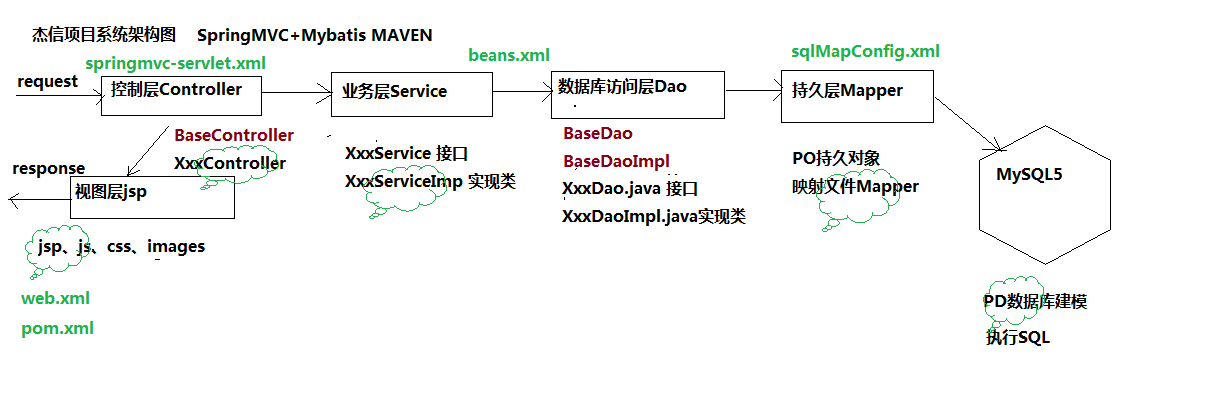 杰信项目系统架构图 SpringMVC+Mybatis MAVEN
springmvc-servlet.xml
beans.xml
sqlMapConfig.xml
request
控制层Controller
业务层Service
数据库访问层Dao
持久层Mapper
BaseController
XxxController
response
视图层jsp
jsp、js、css、images
web.xml
pom.xml
XxxService 接口
XxxServiceImp 实现类
BaseDao
BaseDaoImpl
XxxDao.java 接口
XxxDaoImpl.java实现类
PO持久对象
映射文件Mapper
MySQL5
PD数据库建模
执行SQL